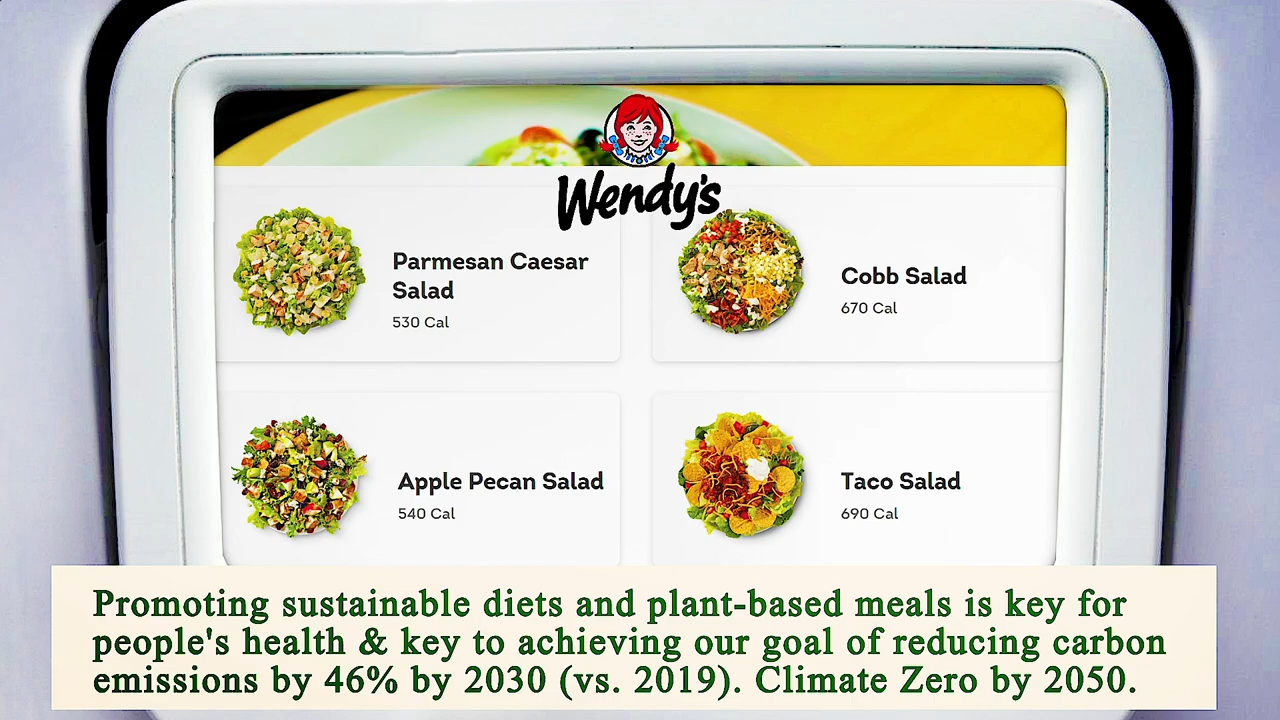 Wendy's
Parmesan Caesar
Salad
530 Cal
Cobb Salad
670 Cal
Apple Pecan Salad
540 Cal
Taco Salad
690 Cal
Promoting sustainable diets and plant-based meals is key for
people's health & key to achieving our goal of reducing carbon
emissions by 46% by 2030 (vs. 2019). Climate Zero by 2050.